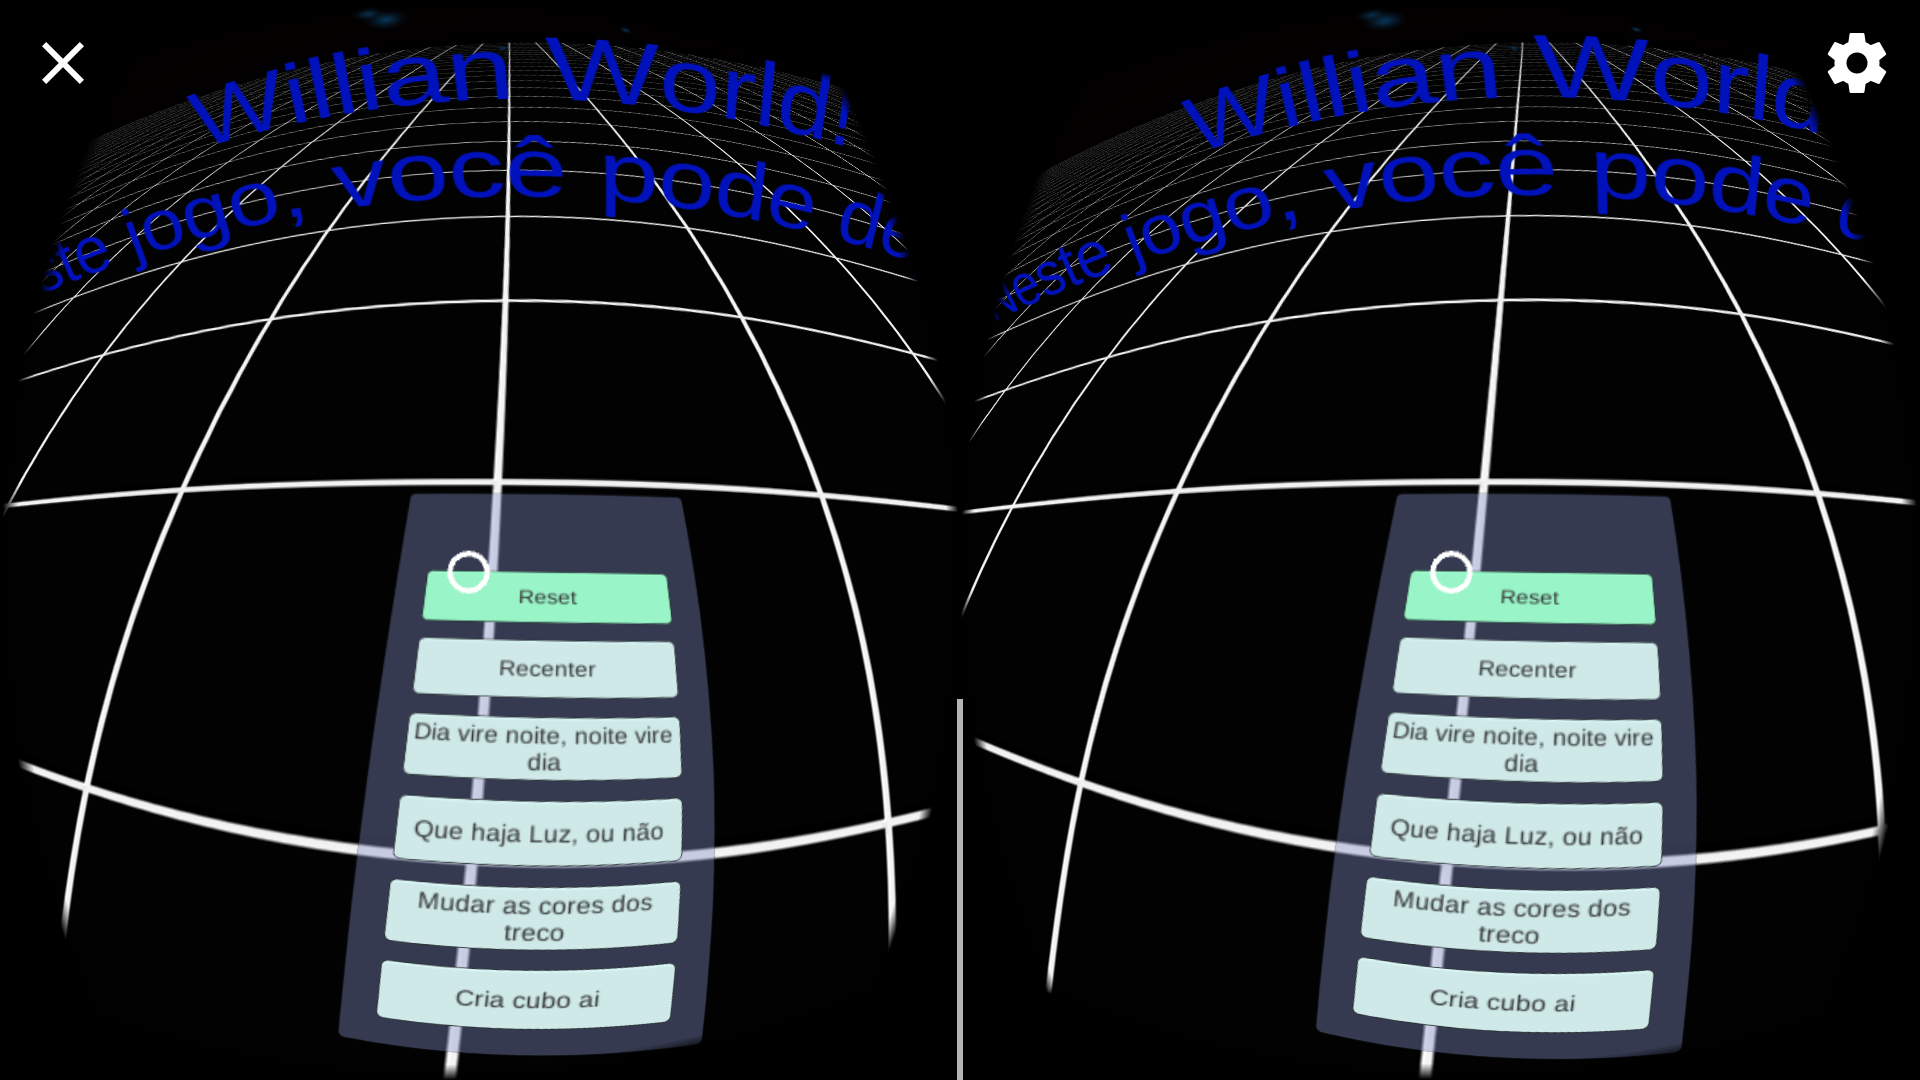 Willian World!
ste jogo, você pode de
Reset
Recenter
Dia vire noite, noite vire
dia
Que haja Luz, ou não
Mudar as cores dos
treco
Cria cubo ai
Willian World
Neste jogo, você pode
Reset
Recenter
Dia vire noite, noite vire
dia
Que haja Luz, ou não
Mudar as cores dos
treco
Cria cubo ai